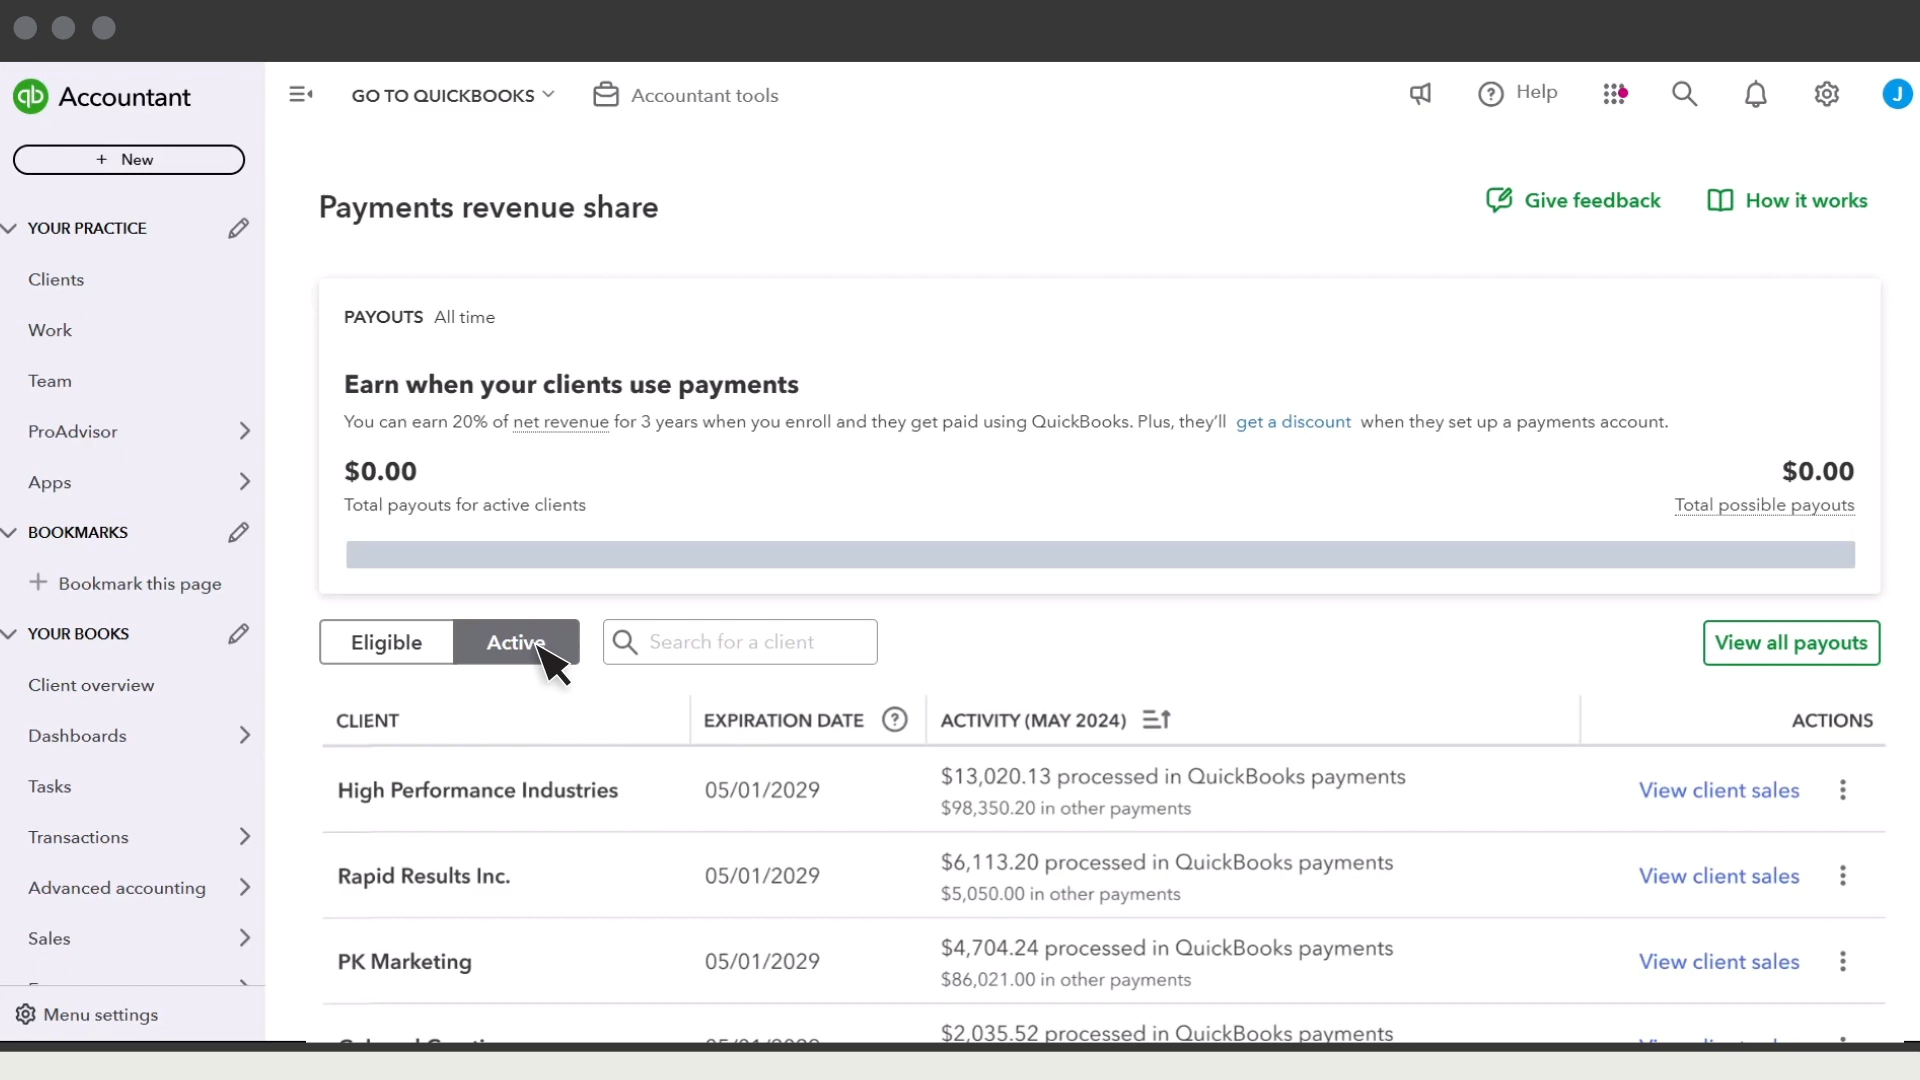 qb Accountant
GO TO QUICKBOOKS
Accountant tools
Help
J
+ New
YOUR PRACTICE
Clients
Work
Team
ProAdvisor
Apps
BOOKMARKS
+ Bookmark this page
YOUR BOOKS
Client overview
Dashboards
Tasks
Transactions
Advanced accounting
Sales
Menu settings
Payments revenue share
Give feedback
How it works
PAYOUTS All time
Earn when your clients use payments
You can earn 20% of net revenue for 3 years when you enroll and they get paid using QuickBooks. Plus, they'll get a discount when they set up a payments account.
$0.00
Total payouts for active clients
$0.00
Total possible payouts
Eligible
Active
Search for a client
View all payouts
CLIENT EXPIRATION DATE ? ACTIVITY (MAY 2024) ACTIONS
High Performance Industries 05/01/2029 $13,020.13 processed in QuickBooks payments View client sales
$98,350.20 in other payments
Rapid Results Inc. 05/01/2029 $6,113.20 processed in QuickBooks payments View client sales
$5,050.00 in other payments
PK Marketing 05/01/2029 $4,704.24 processed in QuickBooks payments View client sales
$86,021.00 in other payments
$2,035.52 processed in QuickBooks payments